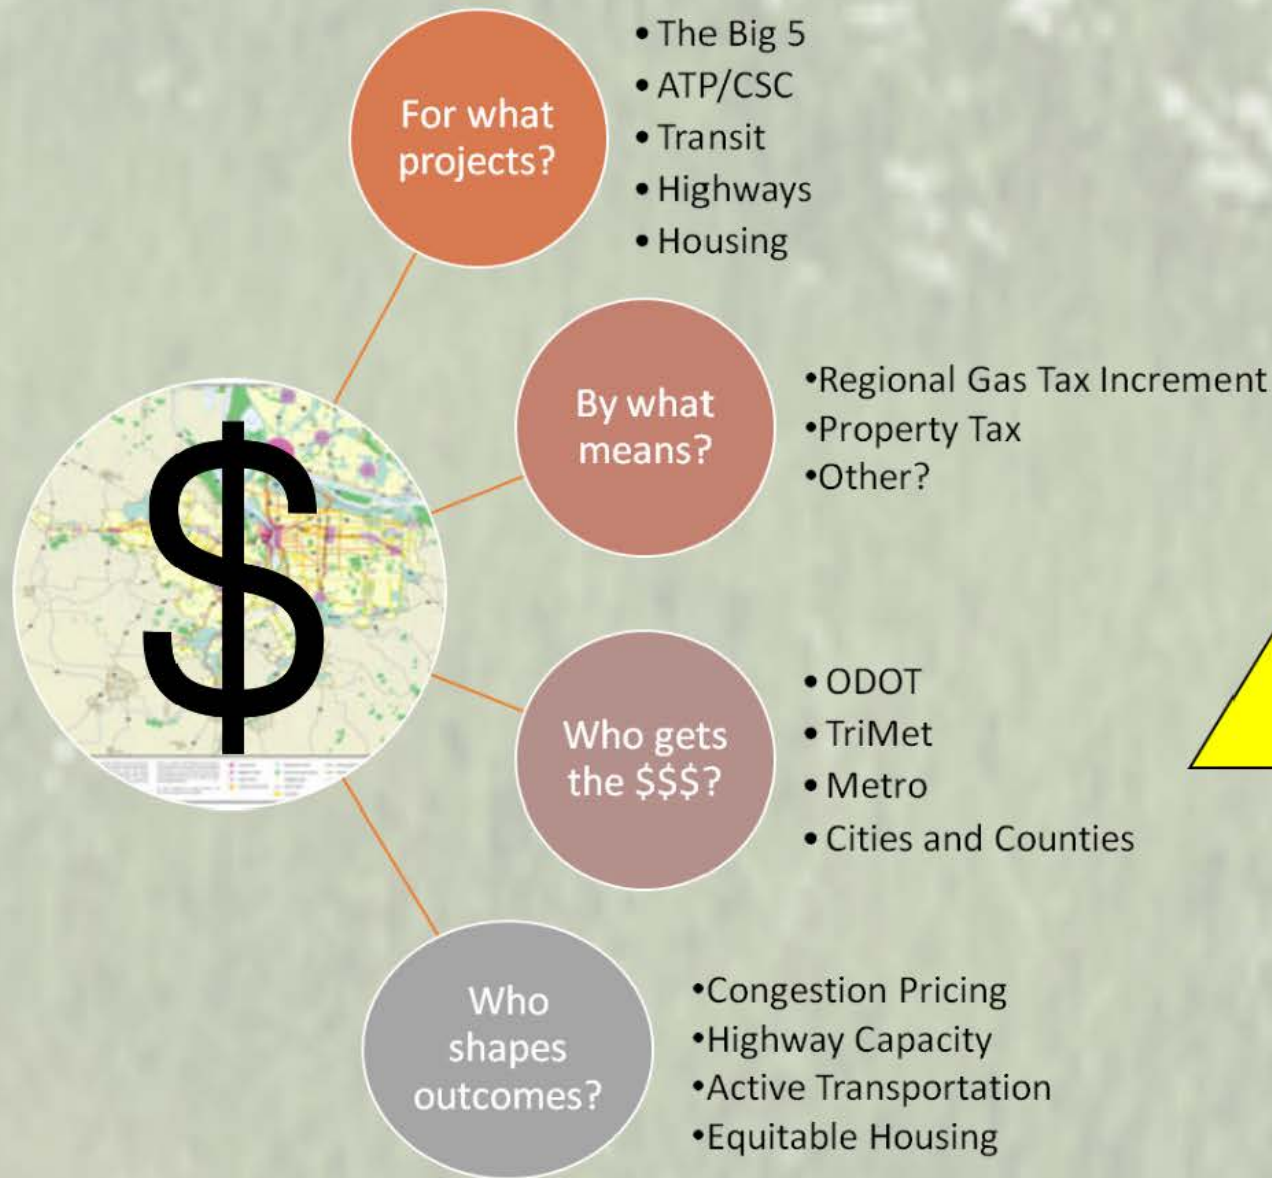 For what
projects?
• The Big 5
• ATP/CSC
• Transit
• Highways
• Housing
By what
means?
•Regional Gas Tax Increment
•Property Tax
•Other?
$
Who gets
the $$$?
• ODOT
• TriMet
• Metro
• Cities and Counties
Who
shapes
outcomes?
•Congestion Pricing
•Highway Capacity
•Active Transportation
•Equitable Housing